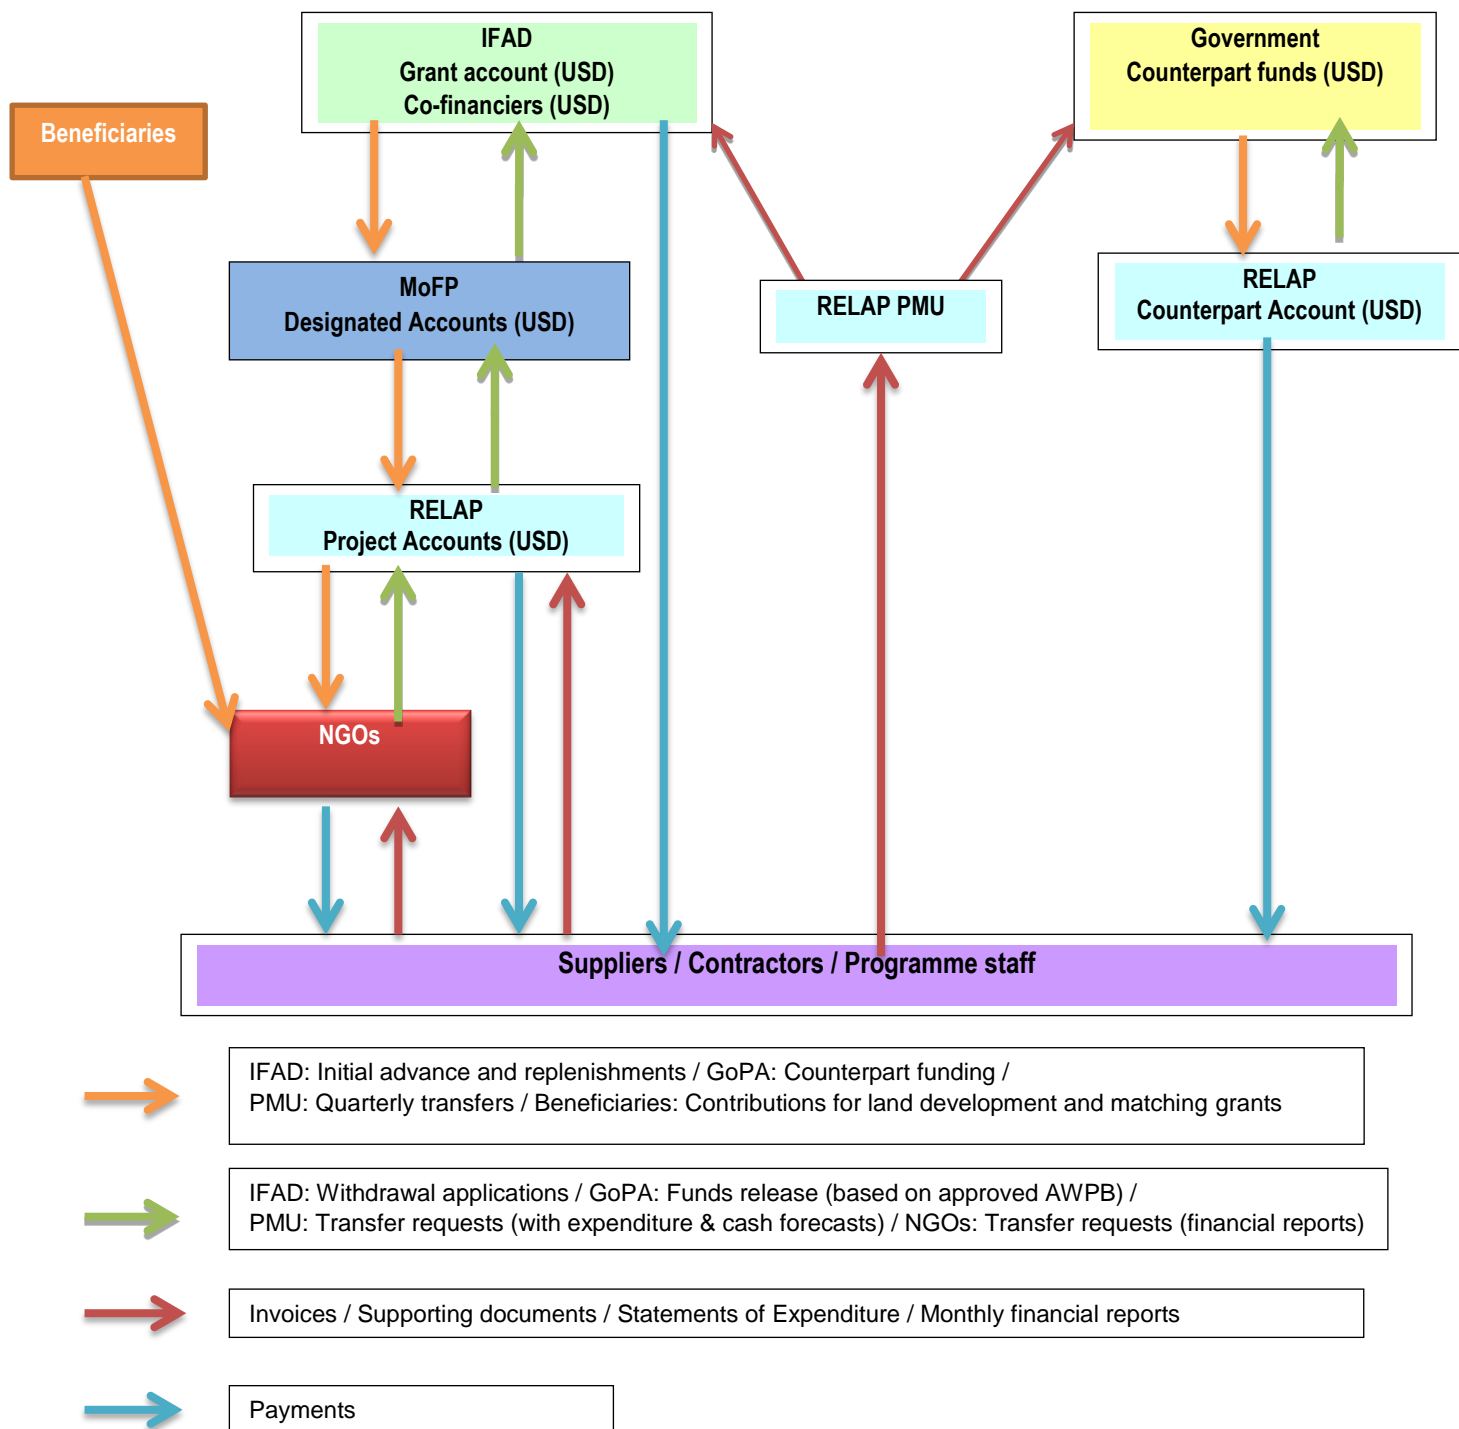 IFAD
Grant account (USD)
Co-financiers (USD)
Government
Counterpart funds (USD)
Beneficiaries
MoFP
Designated Accounts (USD)
RELAP PMU
RELAP
Counterpart Account (USD)
RELAP
Project Accounts (USD)
NGOs
Suppliers / Contractors / Programme staff
IFAD: Initial advance and replenishments / GoPA: Counterpart funding /
PMU: Quarterly transfers / Beneficiaries: Contributions for land development and matching grants
IFAD: Withdrawal applications / GoPA: Funds release (based on approved AWPB) /
PMU: Transfer requests (with expenditure & cash forecasts) / NGOs: Transfer requests (financial reports)
Invoices / Supporting documents / Statements of Expenditure / Monthly financial reports
Payments